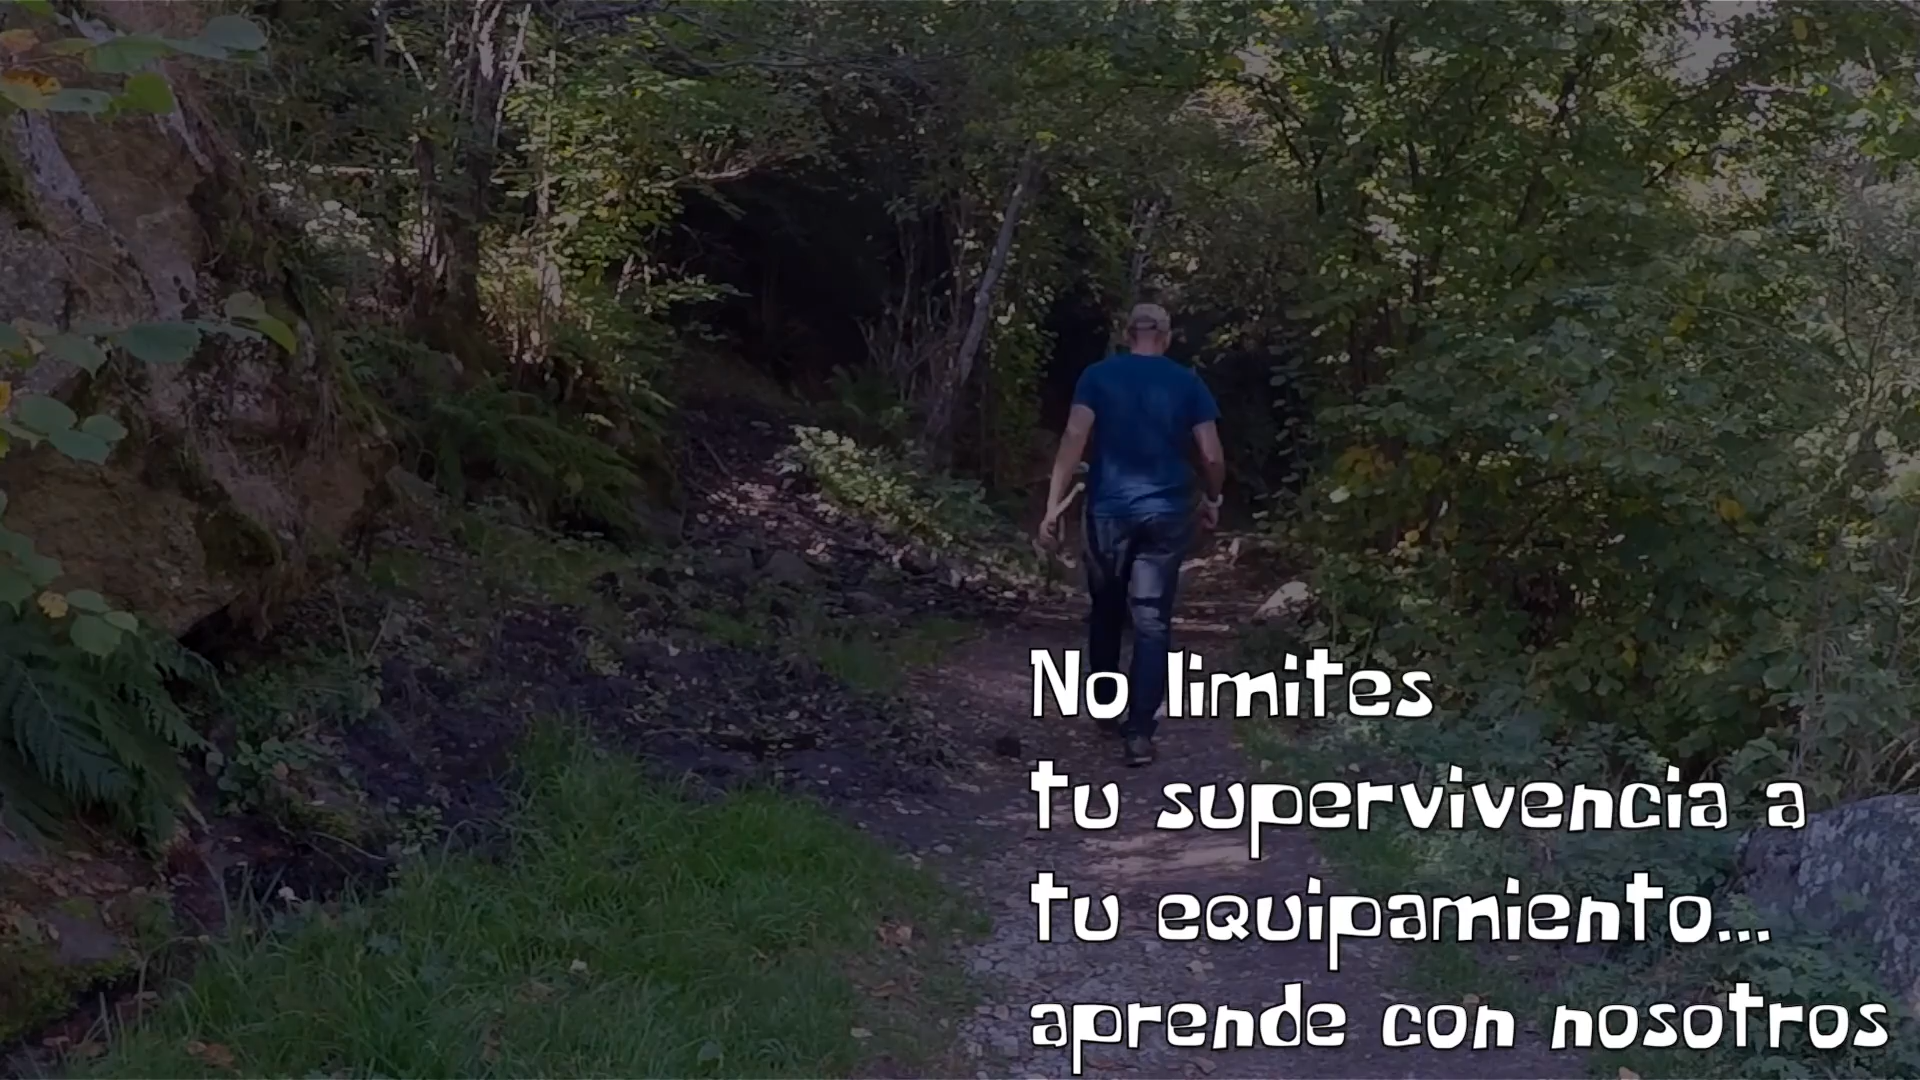 No limites
tu supervivencia a
tu equipamiento...
aprende con nosotros